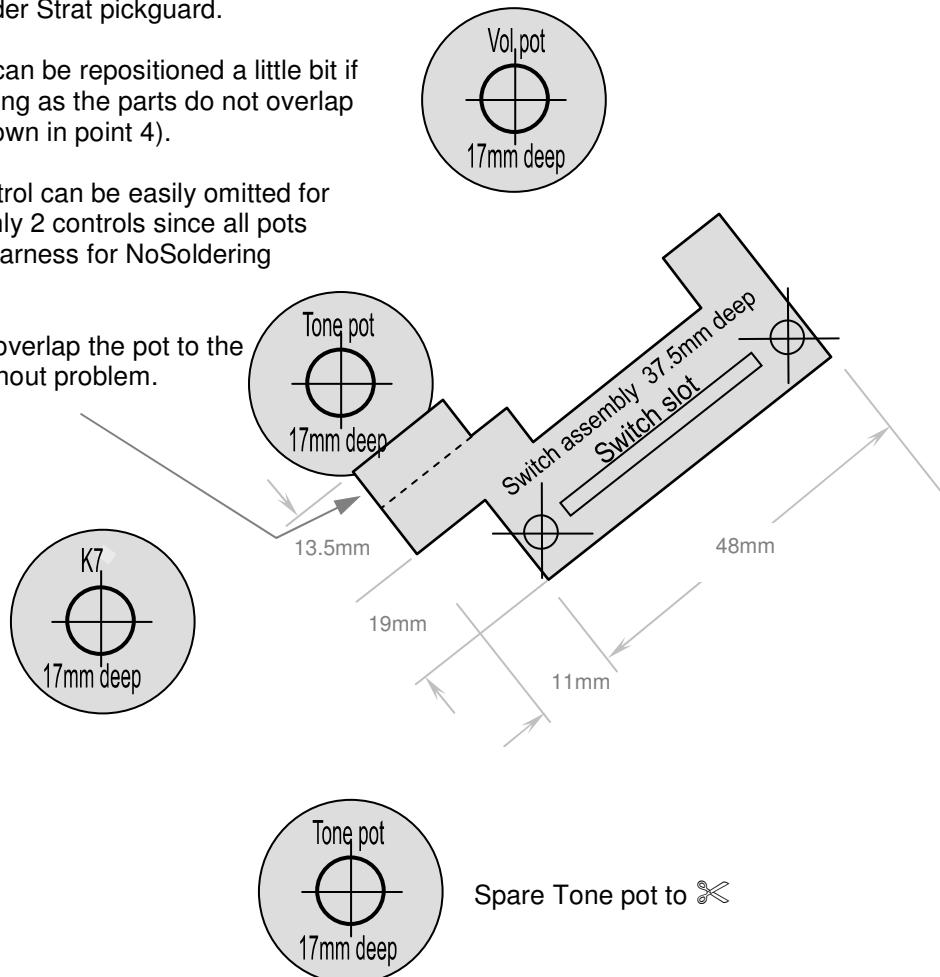 der Strat pickguard.
can be repositioned a little bit if
ing as the parts do not overlap
own in point 4).
trol can be easily omitted for
nly 2 controls since all pots
arness for NoSoldering
overlap the pot to the
hout problem.
Vol pot
17mm deep
Tone pot
17mm deep
Switch assembly 37.5mm deep
Switch slot
13.5mm
48mm
K7
17mm deep
19mm
11mm
Tone pot
17mm deep
Spare Tone pot to ✂